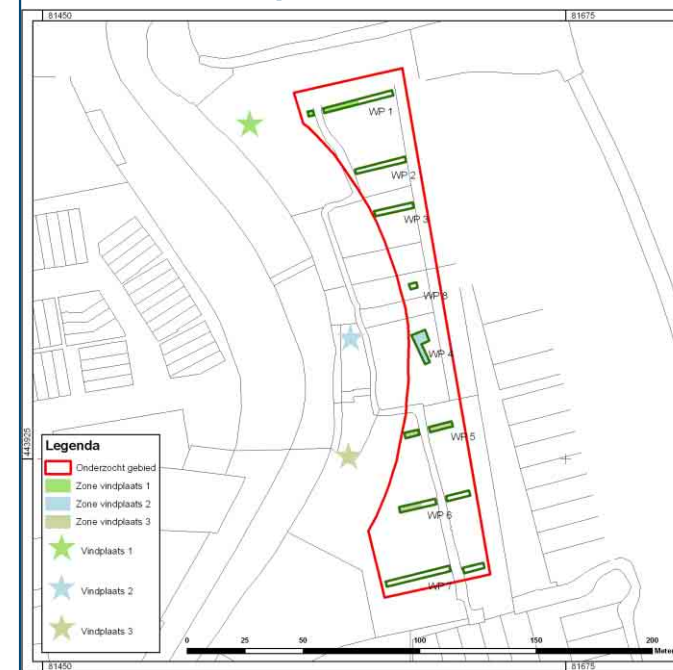 81450 81675
WP 1
WP 2
WP 3
WP 8
WP 4
WP 5
WP 6
WP 7
443925
Legenda
Onderzocht gebied
Zone vindplaats 1
Zone vindplaats 2
Zone vindplaats 3
Vindplaats 1
Vindplaats 2
Vindplaats 3
0 25 50 100 150 200
Meter
81450 81675